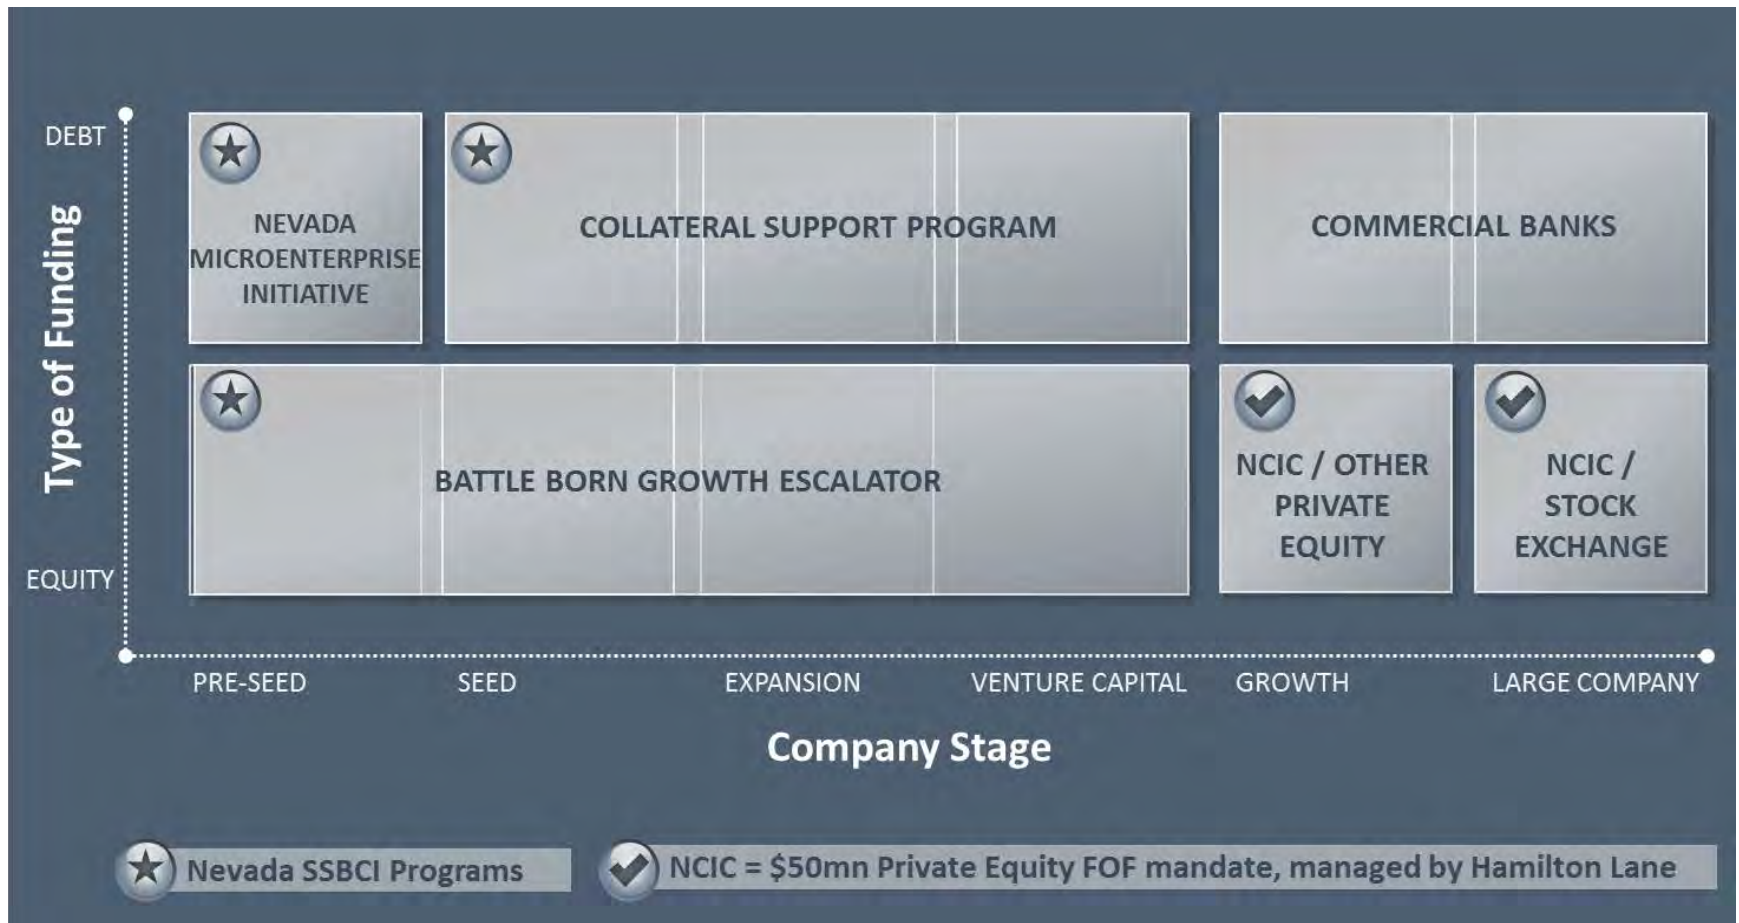 DEBT
Type of Funding
EQUITY
NEVADA
MICROENTERPRISE
INITIATIVE
COLLATERAL SUPPORT PROGRAM
COMMERCIAL BANKS
BATTLE BORN GROWTH ESCALATOR
NCIC / OTHER
PRIVATE
EQUITY
NCIC /
STOCK
EXCHANGE
PRE-SEED
SEED
EXPANSION
VENTURE CAPITAL
GROWTH
LARGE COMPANY
Company Stage
Nevada SSBCI Programs
NCIC = $50mn Private Equity FOF mandate, managed by Hamilton Lane